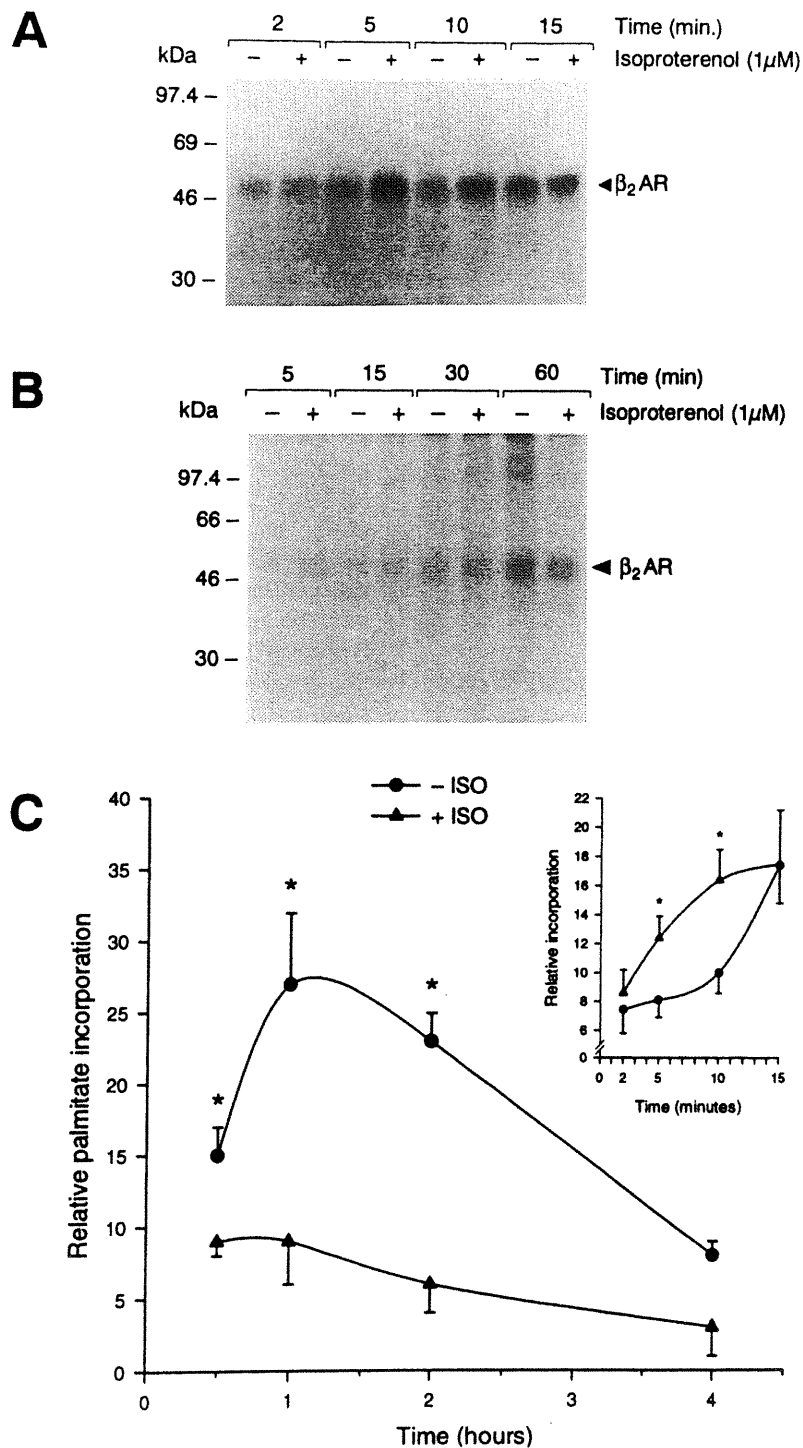 A
2 5 10 15 Time (min.)
kDa − + − + − + − + Isoproterenol (1µM)
97.4 –
69 –
◄β₂AR
46 –
30 –
B
5 15 30 60 Time (min)
kDa − + − + − + − + Isoproterenol (1µM)
97.4 –
66 –
◄ β₂AR
46 –
30 –
C
– ISO
+ ISO
Relative palmitate incorporation
40
35
30
25
20
15
10
5
0
* * *
0 1 2 3 4
Time (hours)
Relative incorporation
22
20
18
16
14
12
10
8
6
0
* *
0 2 5 10 15
Time (minutes)